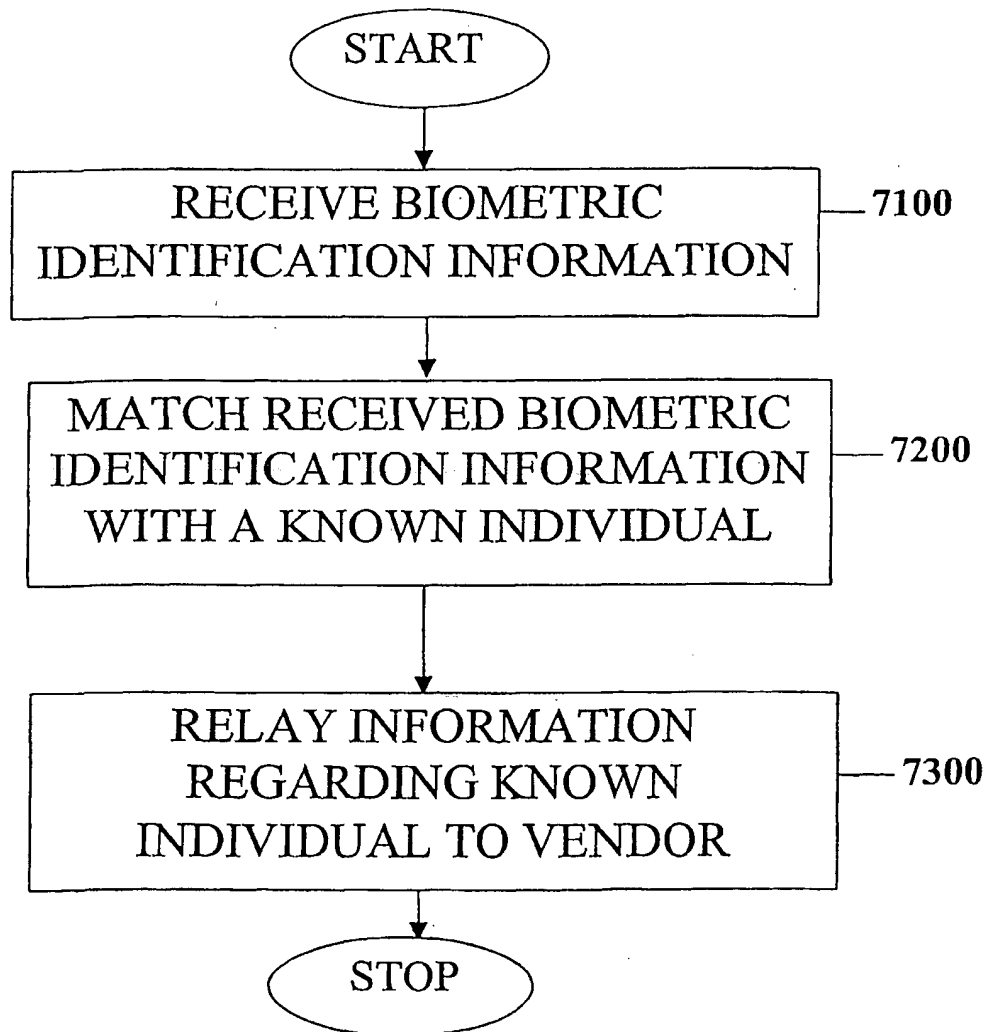 START
RECEIVE BIOMETRIC
IDENTIFICATION INFORMATION
7100
MATCH RECEIVED BIOMETRIC
IDENTIFICATION INFORMATION
WITH A KNOWN INDIVIDUAL
7200
RELAY INFORMATION
REGARDING KNOWN
INDIVIDUAL TO VENDOR
7300
STOP